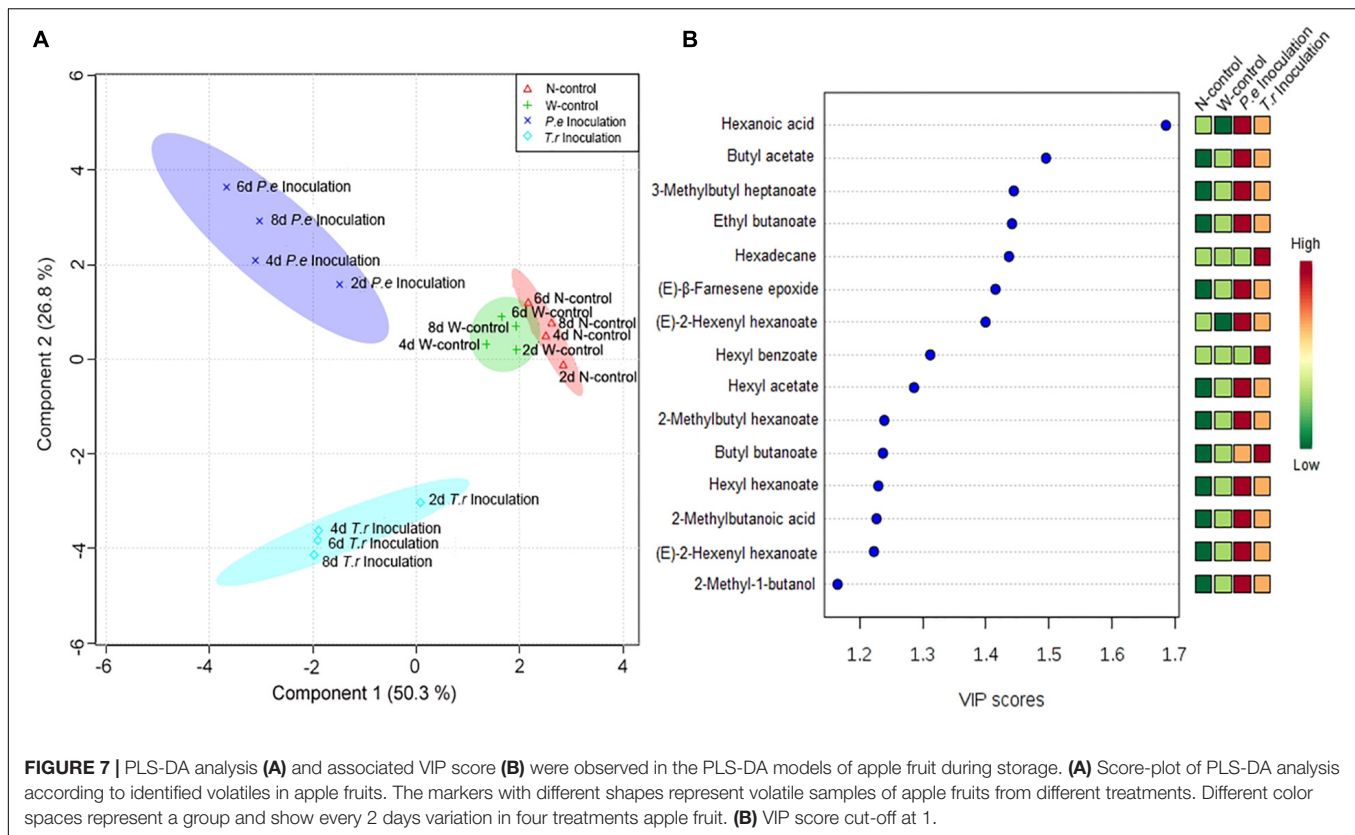 A
6
4
2
0
-2
-4
-6
-6
-4
-2
0
2
4
Component 2 (26.8 %)
Component 1 (50.3 %)
N-control
W-control
P.e Inoculation
T.r Inoculation
6d P.e Inoculation
8d P.e Inoculation
4d P.e Inoculation
2d P.e Inoculation
6d N-control
6d W-control
8d W-control
8d N-control
4d N-control
4d W-control
2d W-control
2d N-control
2d T.r Inoculation
4d T.r Inoculation
6d T.r Inoculation
8d T.r Inoculation
B
N-control
W-control
P.e Inoculation
T.r Inoculation
Hexanoic acid
Butyl acetate
3-Methylbutyl heptanoate
Ethyl butanoate
Hexadecane
(E)-β-Farnesene epoxide
(E)-2-Hexenyl hexanoate
Hexyl benzoate
Hexyl acetate
2-Methylbutyl hexanoate
Butyl butanoate
Hexyl hexanoate
2-Methylbutanoic acid
(E)-2-Hexenyl hexanoate
2-Methyl-1-butanol
1.2
1.3
1.4
1.5
1.6
1.7
VIP scores
High
Low
FIGURE 7 | PLS-DA analysis (A) and associated VIP score (B) were observed in the PLS-DA models of apple fruit during storage. (A) Score-plot of PLS-DA analysis
according to identified volatiles in apple fruits. The markers with different shapes represent volatile samples of apple fruits from different treatments. Different color
spaces represent a group and show every 2 days variation in four treatments apple fruit. (B) VIP score cut-off at 1.